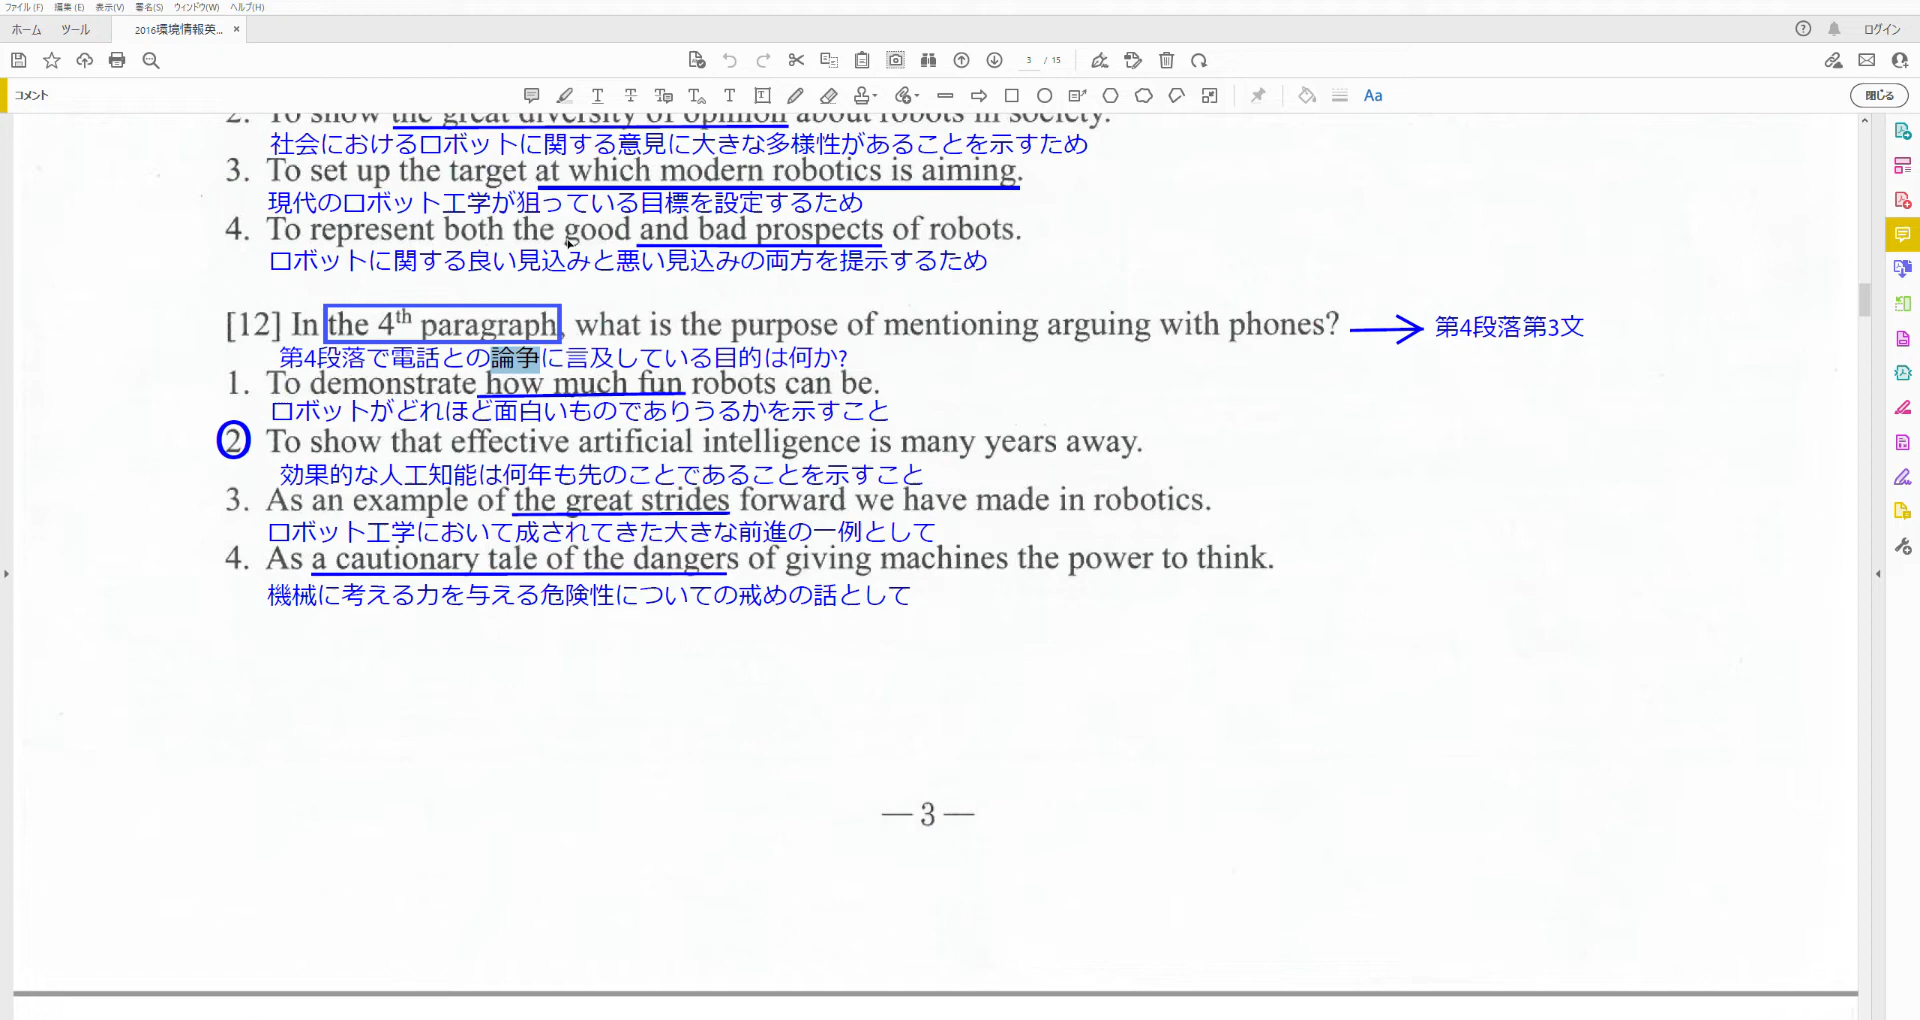 ファイル(F) 編集(E) 表示(V) 署名(S) ウィンドウ(W) ヘルプ(H)
ホーム ツール 2016環境情報英... × ログイン
3 / 15
コメント Aa 閉じる
2. To show the great diversity of opinion about robots in society.
社会におけるロボットに関する意見に大きな多様性があることを示すため
3. To set up the target at which modern robotics is aiming.
現代のロボット工学が狙っている目標を設定するため
4. To represent both the good and bad prospects of robots.
ロボットに関する良い見込みと悪い見込みの両方を提示するため
[12] In the 4th paragraph, what is the purpose of mentioning arguing with phones? 第4段落第3文
第4段落で電話との論争に言及している目的は何か?
1. To demonstrate how much fun robots can be.
ロボットがどれほど面白いものでありうるかを示すこと
2 To show that effective artificial intelligence is many years away.
効果的な人工知能は何年も先のことであることを示すこと
3. As an example of the great strides forward we have made in robotics.
ロボット工学において成されてきた大きな前進の一例として
4. As a cautionary tale of the dangers of giving machines the power to think.
機械に考える力を与える危険性についての戒めの話として
— 3 —